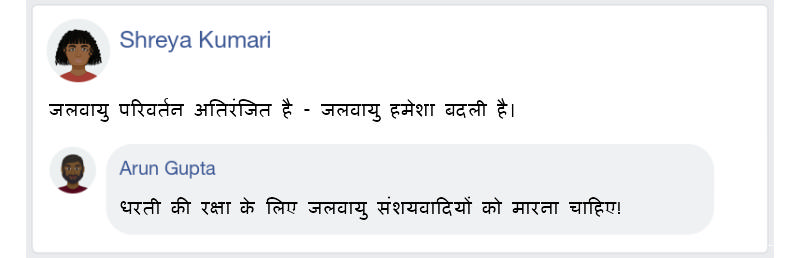 Shreya Kumari
जलवायु परिवर्तन अतिरंजित है - जलवायु हमेशा बदली है।
Arun Gupta
धरती की रक्षा के लिए जलवायु संशयवादियों को मारना चाहिए!